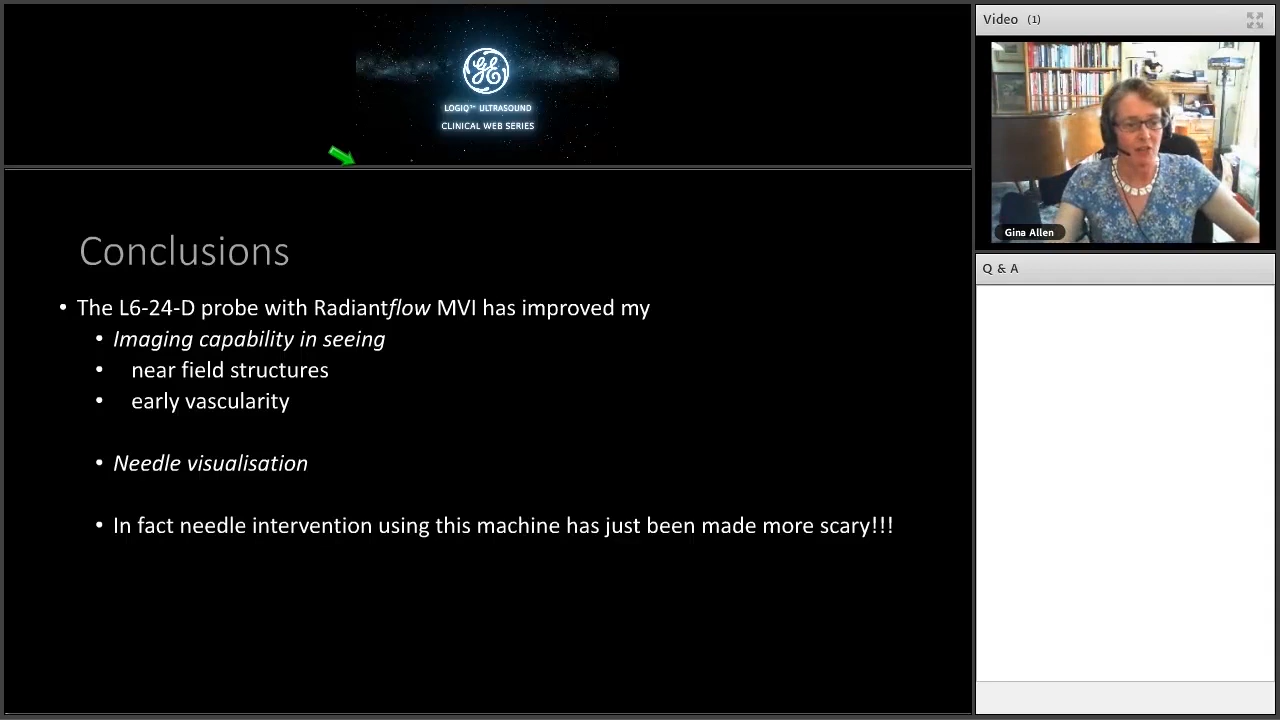 LOGIQ™ ULTRASOUND
CLINICAL WEB SERIES
Conclusions
• The L6-24-D probe with Radiantflow MVI has improved my
• Imaging capability in seeing
• near field structures
• early vascularity
• Needle visualisation
• In fact needle intervention using this machine has just been made more scary!!!
Video (1)
Gina Allen
Q & A